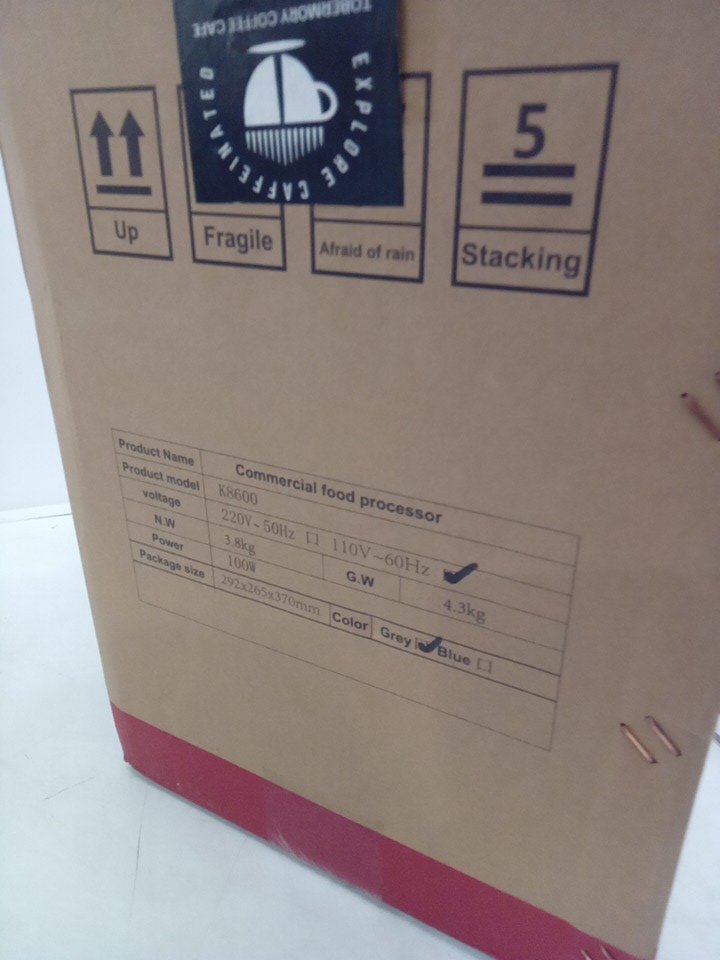 TOBERMORY COFFEE CAFE
EXPLORE CAFFEINATED
5
Up
Fragile
Afraid of rain
Stacking
Product Name Commercial food processor
Product model K8600
voltage 220V~50Hz 110V~60Hz
N.W 3.8kg G.W 4.3kg
Power 100W
Package size 292x265x370mm Color Grey Blue